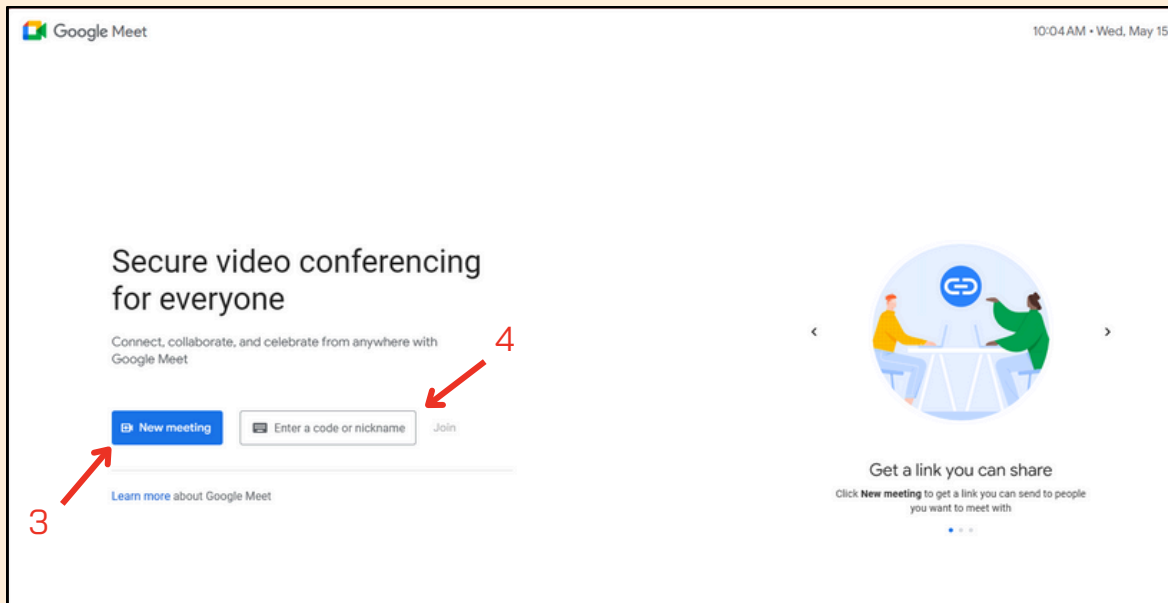 Google Meet
10:04 AM • Wed, May 15
Secure video conferencing
for everyone
Connect, collaborate, and celebrate from anywhere with
Google Meet
4
New meeting
Enter a code or nickname
Join
3
Learn more about Google Meet
Get a link you can share
Click New meeting to get a link you can send to people
you want to meet with